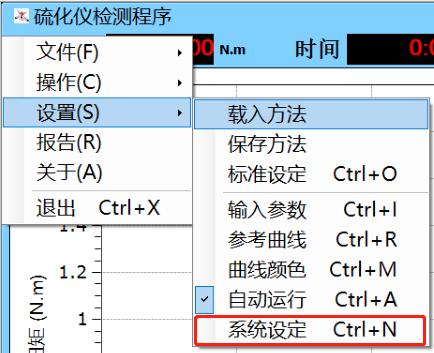 硫化仪检测程序
文件(F)
00 N.m 时间 0:0
操作(C)
设置(S)
载入方法
报告(R)
保存方法
关于(A)
标准设定 Ctrl+O
退出 Ctrl+X
输入参数 Ctrl+I
1.4
参考曲线 Ctrl+R
1.2
曲线颜色 Ctrl+M
自动运行 Ctrl+A
1
系统设定 Ctrl+N
矩 (N.m)